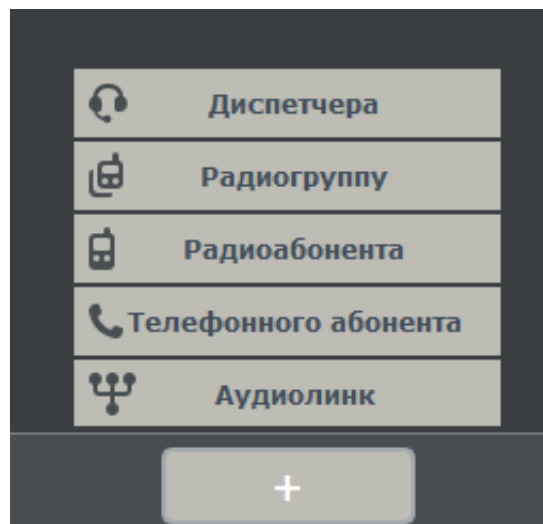 Диспетчера
Радиогруппу
Радиоабонента
Телефонного абонента
Аудиолинк
+